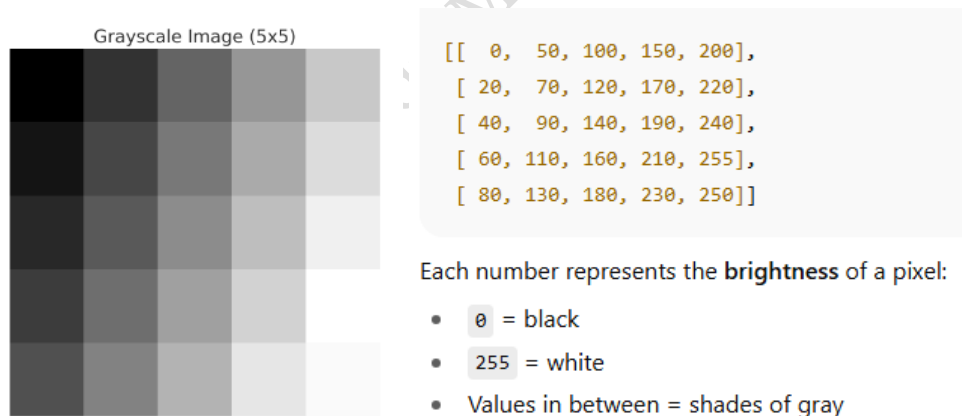 Grayscale Image (5x5)
[[  0,  50, 100, 150, 200],
 [ 20,  70, 120, 170, 220],
 [ 40,  90, 140, 190, 240],
 [ 60, 110, 160, 210, 255],
 [ 80, 130, 180, 230, 250]]
Each number represents the brightness of a pixel:
• 0 = black
• 255 = white
• Values in between = shades of gray